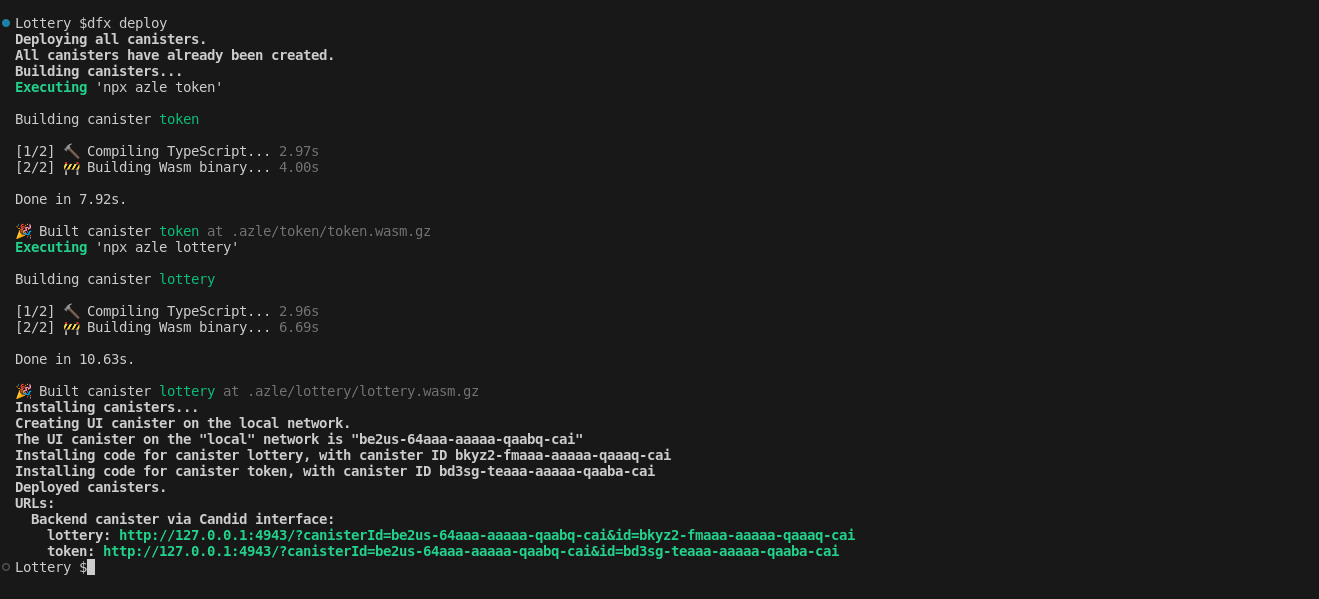 Lottery $dfx deploy
Deploying all canisters.
All canisters have already been created.
Building canisters...
Executing 'npx azle token'
Building canister token
[1/2] 🔨 Compiling TypeScript... 2.97s
[2/2] 🚧 Building Wasm binary... 4.00s
Done in 7.92s.
🎉 Built canister token at .azle/token/token.wasm.gz
Executing 'npx azle lottery'
Building canister lottery
[1/2] 🔨 Compiling TypeScript... 2.96s
[2/2] 🚧 Building Wasm binary... 6.69s
Done in 10.63s.
🎉 Built canister lottery at .azle/lottery/lottery.wasm.gz
Installing canisters...
Creating UI canister on the local network.
The UI canister on the "local" network is "be2us-64aaa-aaaaa-qaabq-cai"
Installing code for canister lottery, with canister ID bkyz2-fmaaa-aaaaa-qaaaq-cai
Installing code for canister token, with canister ID bd3sg-teaaa-aaaaa-qaaba-cai
Deployed canisters.
URLs:
Backend canister via Candid interface:
lottery: http://127.0.0.1:4943/?canisterId=be2us-64aaa-aaaaa-qaabq-cai&id=bkyz2-fmaaa-aaaaa-qaaaq-cai
token: http://127.0.0.1:4943/?canisterId=be2us-64aaa-aaaaa-qaabq-cai&id=bd3sg-teaaa-aaaaa-qaaba-cai
Lottery $